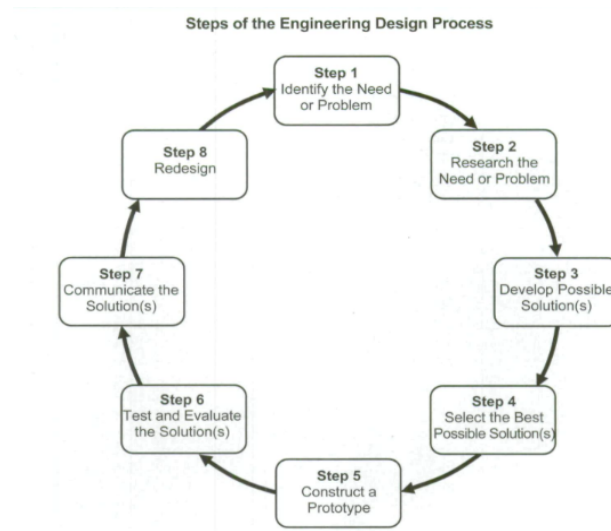 Steps of the Engineering Design Process
Step 1
Identify the Need
or Problem
Step 2
Research the
Need or Problem
Step 3
Develop Possible
Solution(s)
Step 4
Select the Best
Possible Solution(s)
Step 5
Construct a
Prototype
Step 6
Test and Evaluate
the Solution(s)
Step 7
Communicate the
Solution(s)
Step 8
Redesign